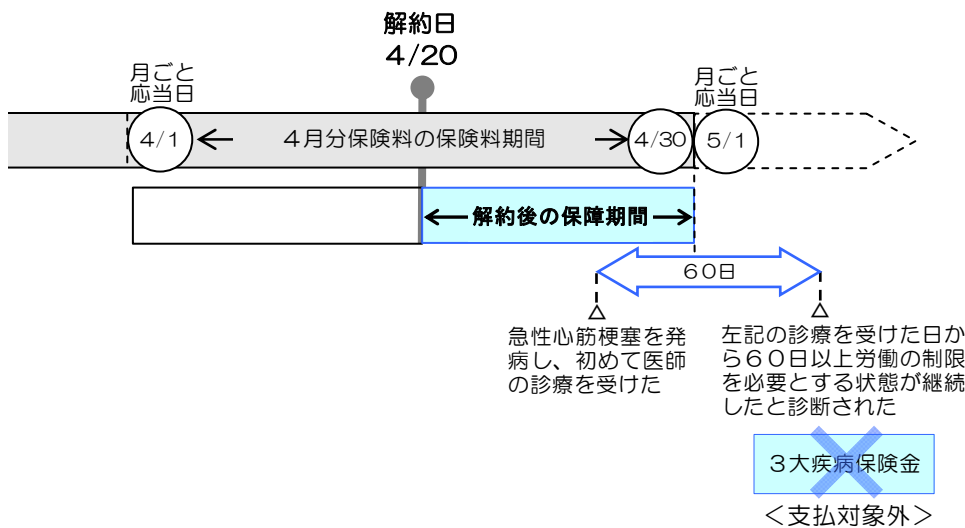 解約日
4/20
月ごと
応当日
月ごと
応当日
4/1
４月分保険料の保険料期間
4/30
5/1
解約後の保障期間
６０日
急性心筋梗塞を発
病し、初めて医師
の診療を受けた
左記の診療を受けた日か
ら６０日以上労働の制限
を必要とする状態が継続
したと診断された
３大疾病保険金
＜支払対象外＞